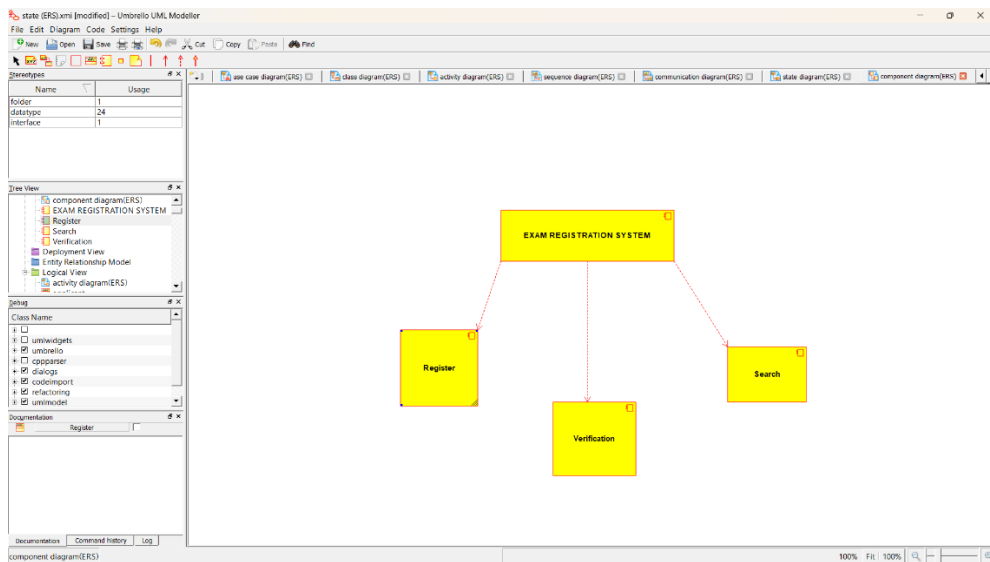 state (ERS).xmi [modified] – Umbrello UML Modeller
File Edit Diagram Code Settings Help
New Open Save Cut Copy Paste Find
Stereotypes
Name Usage
folder 1
datatype 24
interface 1
use case diagram(ERS) class diagram(ERS) activity diagram(ERS) sequence diagram(ERS) communication diagram(ERS) state diagram(ERS) component diagram(ERS)
Tree View
component diagram(ERS)
EXAM REGISTRATION SYSTEM
Register
Search
Verification
Deployment View
Entity Relationship Model
Logical View
activity diagram(ERS)
Debug
Class Name
umlwidgets
umbrello
cppparser
dialogs
codeimport
refactoring
umlmodel
Documentation
Register
Documentation Command history Log
EXAM REGISTRATION SYSTEM
Register
Search
Verification
component diagram(ERS)
100% Fit 100%